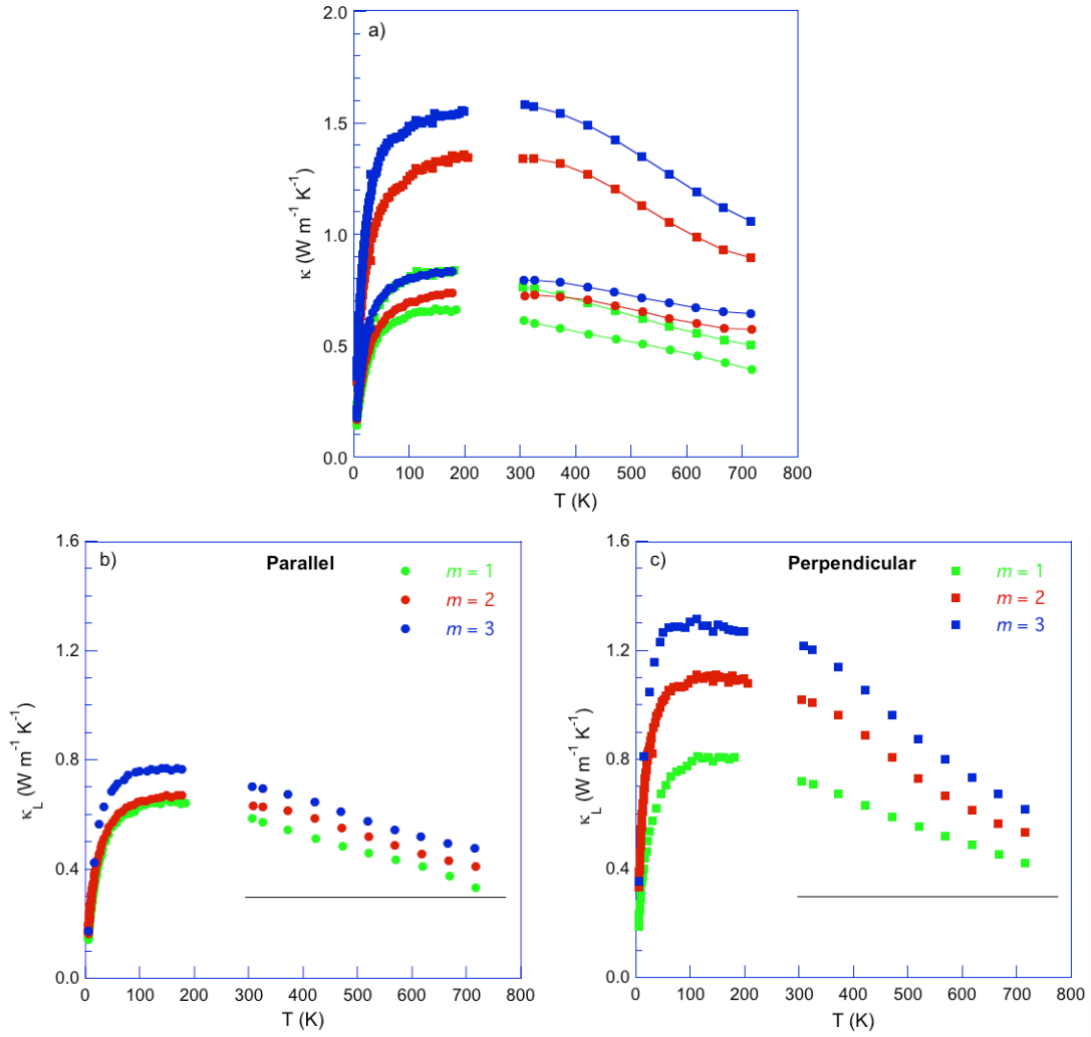 a)
2.0
1.5
1.0
0.5
0.0
κ (W m⁻¹ K⁻¹)
0 100 200 300 400 500 600 700 800
T (K)
b) Parallel
m = 1
m = 2
m = 3
1.6
1.2
0.8
0.4
0.0
κL (W m⁻¹ K⁻¹)
0 100 200 300 400 500 600 700 800
T (K)
c) Perpendicular
m = 1
m = 2
m = 3
1.6
1.2
0.8
0.4
0.0
κL (W m⁻¹ K⁻¹)
0 100 200 300 400 500 600 700 800
T (K)